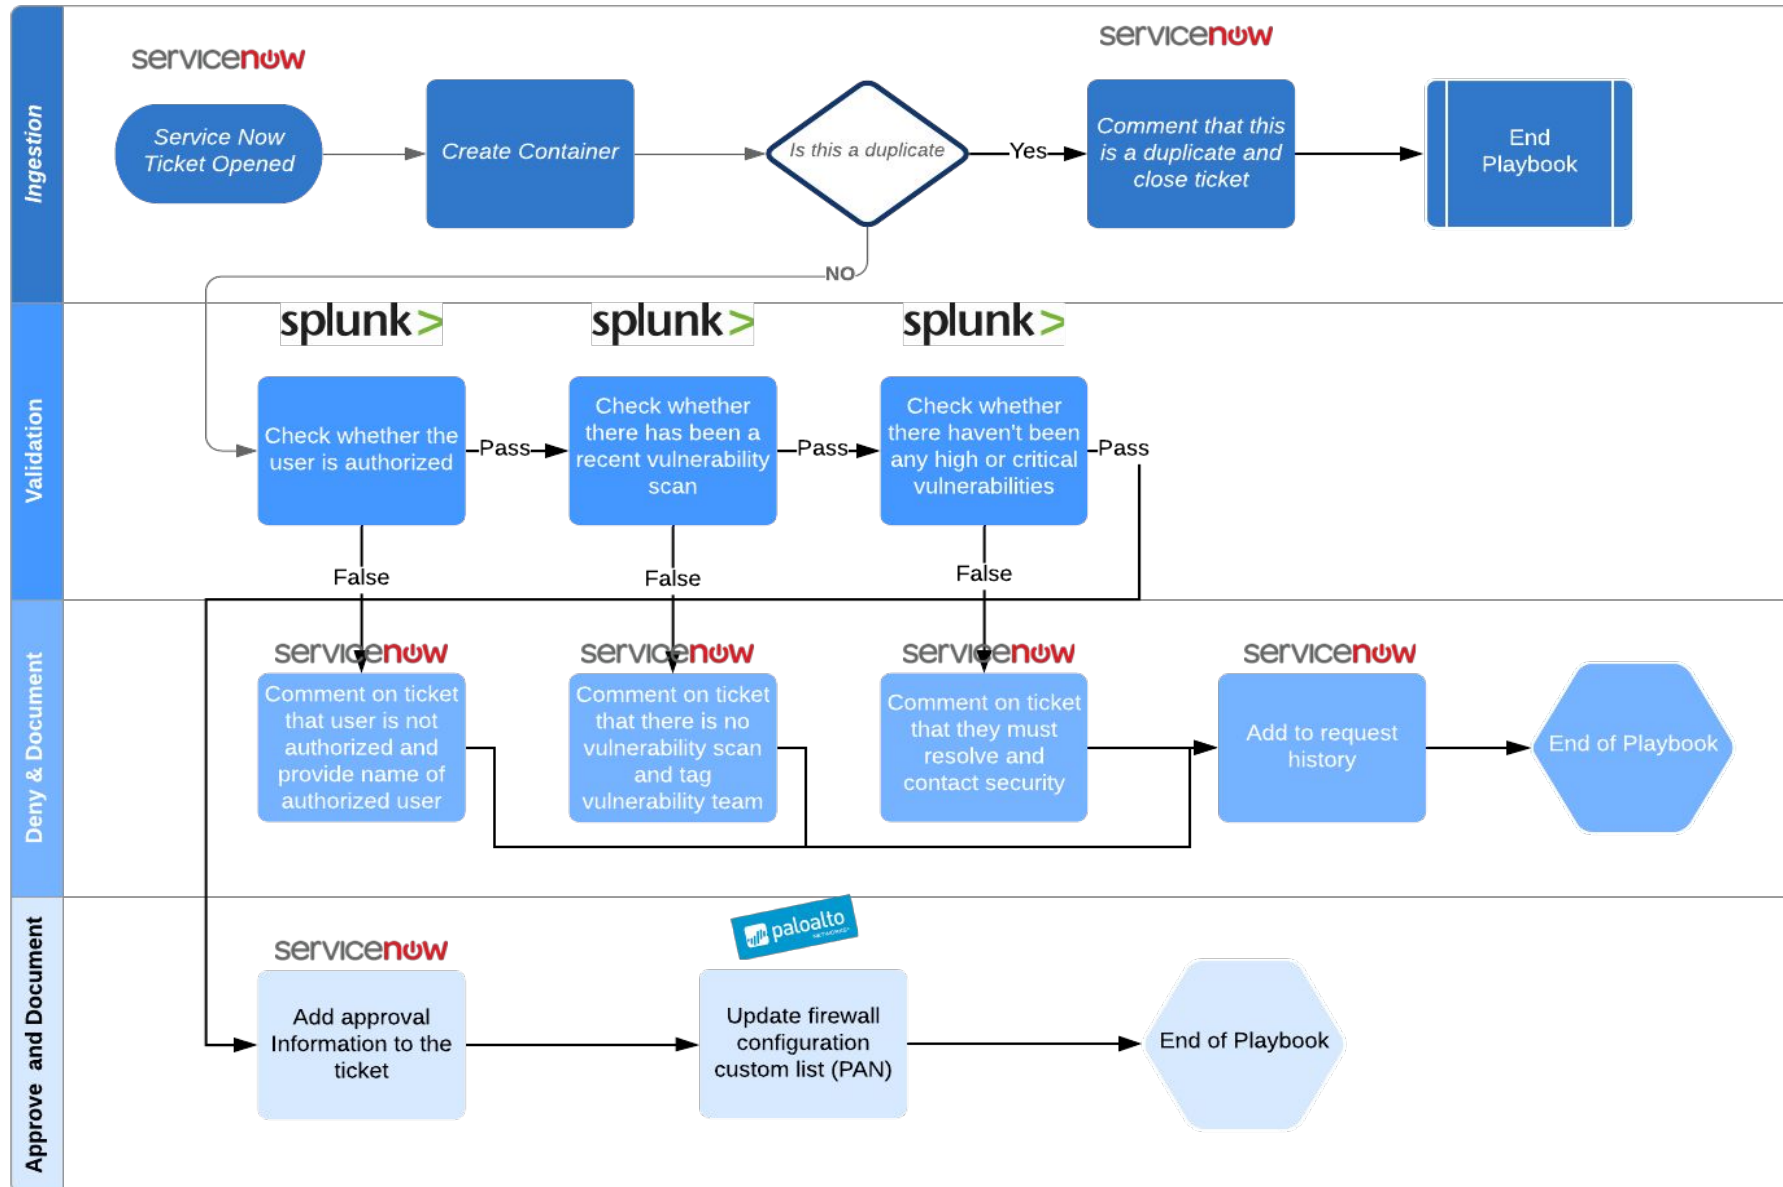 servicenow
servicenow
Ingestion
Service Now
Ticket Opened
Create Container
Is this a duplicate
Yes
Comment that this
is a duplicate and
close ticket
End
Playbook
NO
splunk>
splunk>
splunk>
Validation
Check whether the
user is authorized
Pass
Check whether
there has been a
recent vulnerability
scan
Pass
Check whether
there haven't been
any high or critical
vulnerabilities
Pass
False
False
False
servicenow
servicenow
servicenow
servicenow
Deny & Document
Comment on ticket
that user is not
authorized and
provide name of
authorized user
Comment on ticket
that there is no
vulnerability scan
and tag
vulnerability team
Comment on ticket
that they must
resolve and
contact security
Add to request
history
End of Playbook
Approve and Document
servicenow
paloalto
NETWORKS
Add approval
Information to the
ticket
Update firewall
configuration
custom list (PAN)
End of Playbook